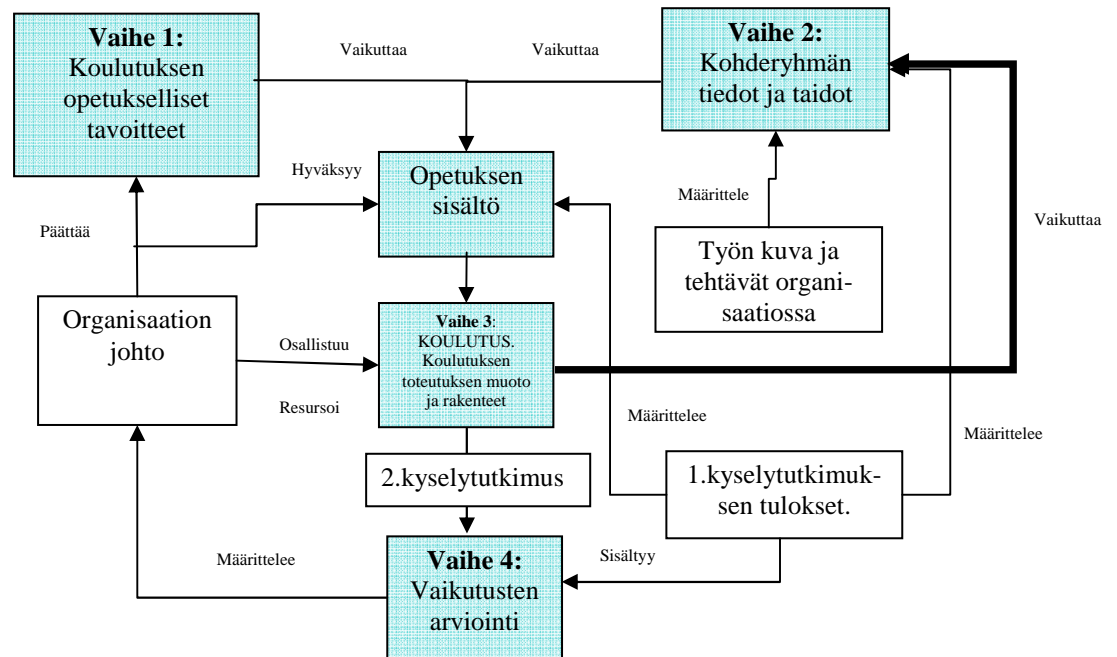 Vaihe 1:
Koulutuksen
opetukselliset
tavoitteet
Vaikuttaa
Vaikuttaa
Vaihe 2:
Kohderyhmän
tiedot ja taidot
Hyväksyy
Opetuksen
sisältö
Määrittele
Päättää
Vaikuttaa
Työn kuva ja
tehtävät organi-
saatiossa
Organisaation
johto
Osallistuu
Resursoi
Vaihe 3:
KOULUTUS.
Koulutuksen
toteutuksen muoto
ja rakenteet
Määrittelee
Määrittelee
2.kyselytutkimus
1.kyselytutkimuk-
sen tulokset.
Määrittelee
Vaihe 4:
Vaikutusten
arviointi
Sisältyy